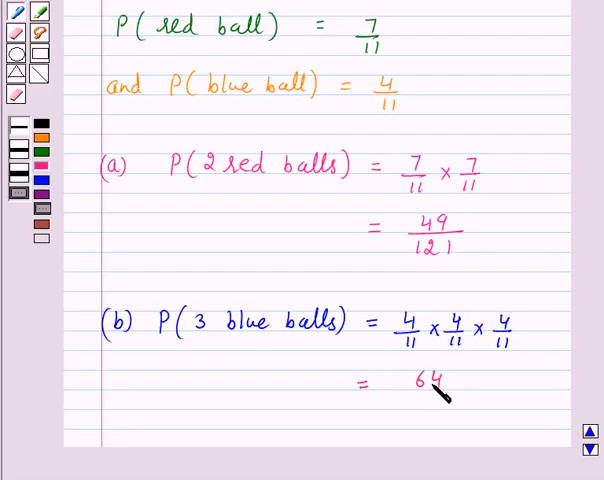 P( red ball) = 7/11
and P( blue ball) = 4/11
(a) P( 2 red balls) = 7/11 × 7/11
= 49/121
(b) P( 3 blue balls) = 4/11 × 4/11 × 4/11
= 64